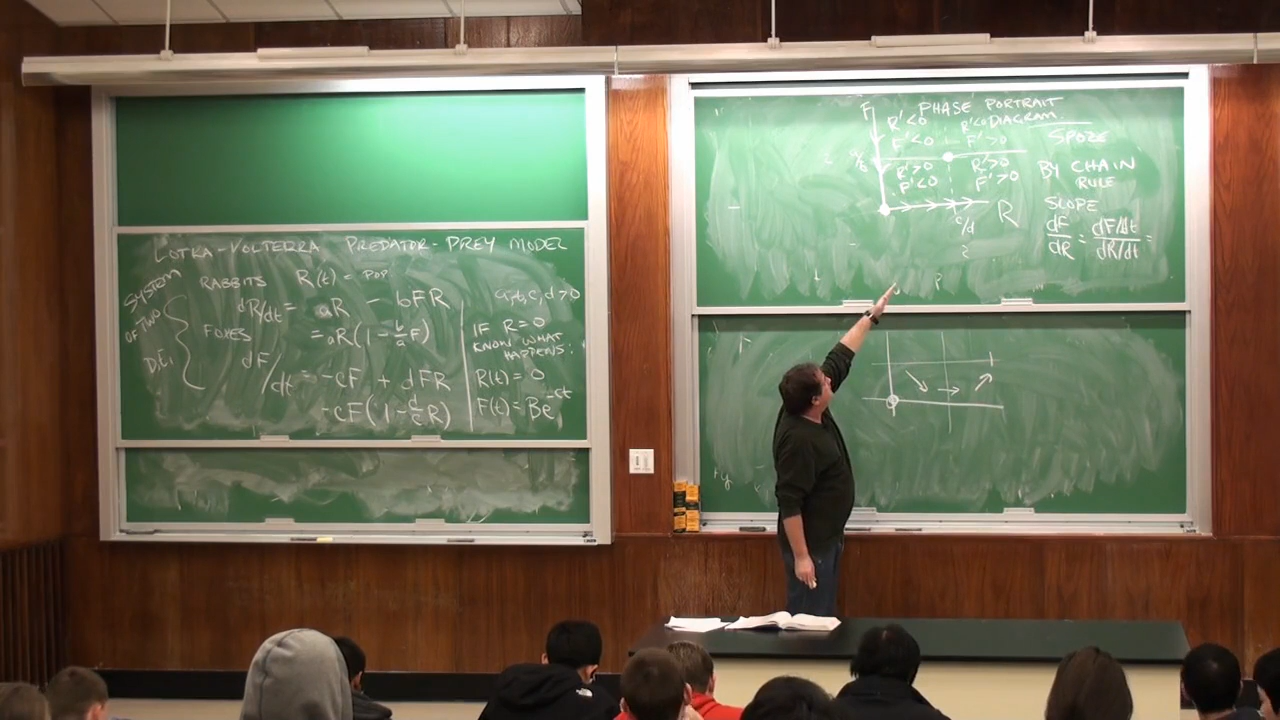 LOTKA-VOLTERRA PREDATOR-PREY MODEL
SYSTEM OF TWO D.E.
RABBITS R(t) = POP.
dR/dt = aR - bFR
= aR(1 - b/a F)
FOXES
dF/dt = -cF + dFR
-cF(1 - d/c R)
a,b,c,d > 0
IF R = 0
KNOW WHAT
HAPPENS:
R(t) = 0
F(t) = Be^-ct
F PHASE PORTRAIT
DIAGRAM.
R'<0 R'<0
F'<0 F'>0
a/b
R'>0 R'>0
F'<0 F'>0
R
c/d
SPOZE
BY CHAIN
RULE
SLOPE
dF/dR = dF/dt / dR/dt =